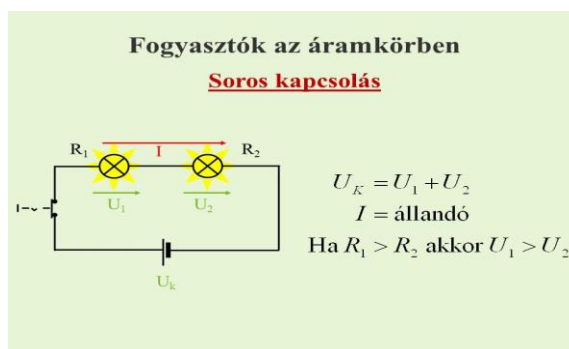 Fogyasztók az áramkörben
Soros kapcsolás
R₁ I R₂
U₁ U₂
I
Uₖ
U_K = U₁ + U₂
I = állandó
Ha R₁ > R₂ akkor U₁ > U₂